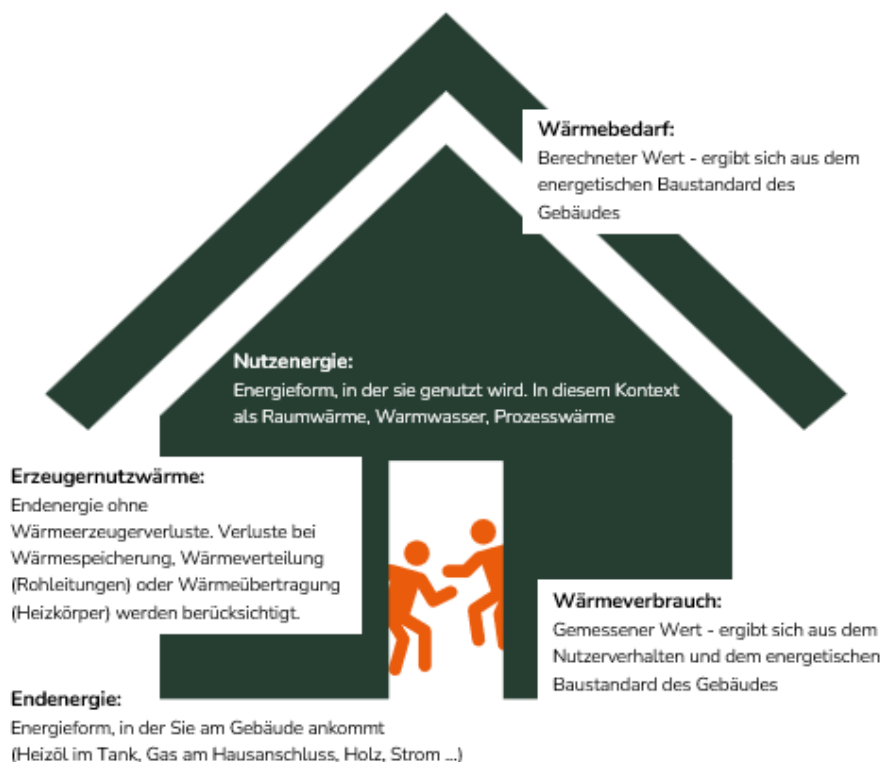 Wärmebedarf:
Berechneter Wert - ergibt sich aus dem
energetischen Baustandard des
Gebäudes
Nutzenergie:
Energieform, in der sie genutzt wird. In diesem Kontext
als Raumwärme, Warmwasser, Prozesswärme
Erzeugernutzwärme:
Endenergie ohne
Wärmeerzeugerverluste. Verluste bei
Wärmespeicherung, Wärmeverteilung
(Rohleitungen) oder Wärmeübertragung
(Heizkörper) werden berücksichtigt.
Wärmeverbrauch:
Gemessener Wert - ergibt sich aus dem
Nutzerverhalten und dem energetischen
Baustandard des Gebäudes
Endenergie:
Energieform, in der Sie am Gebäude ankommt
(Heizöl im Tank, Gas am Hausanschluss, Holz, Strom ...)